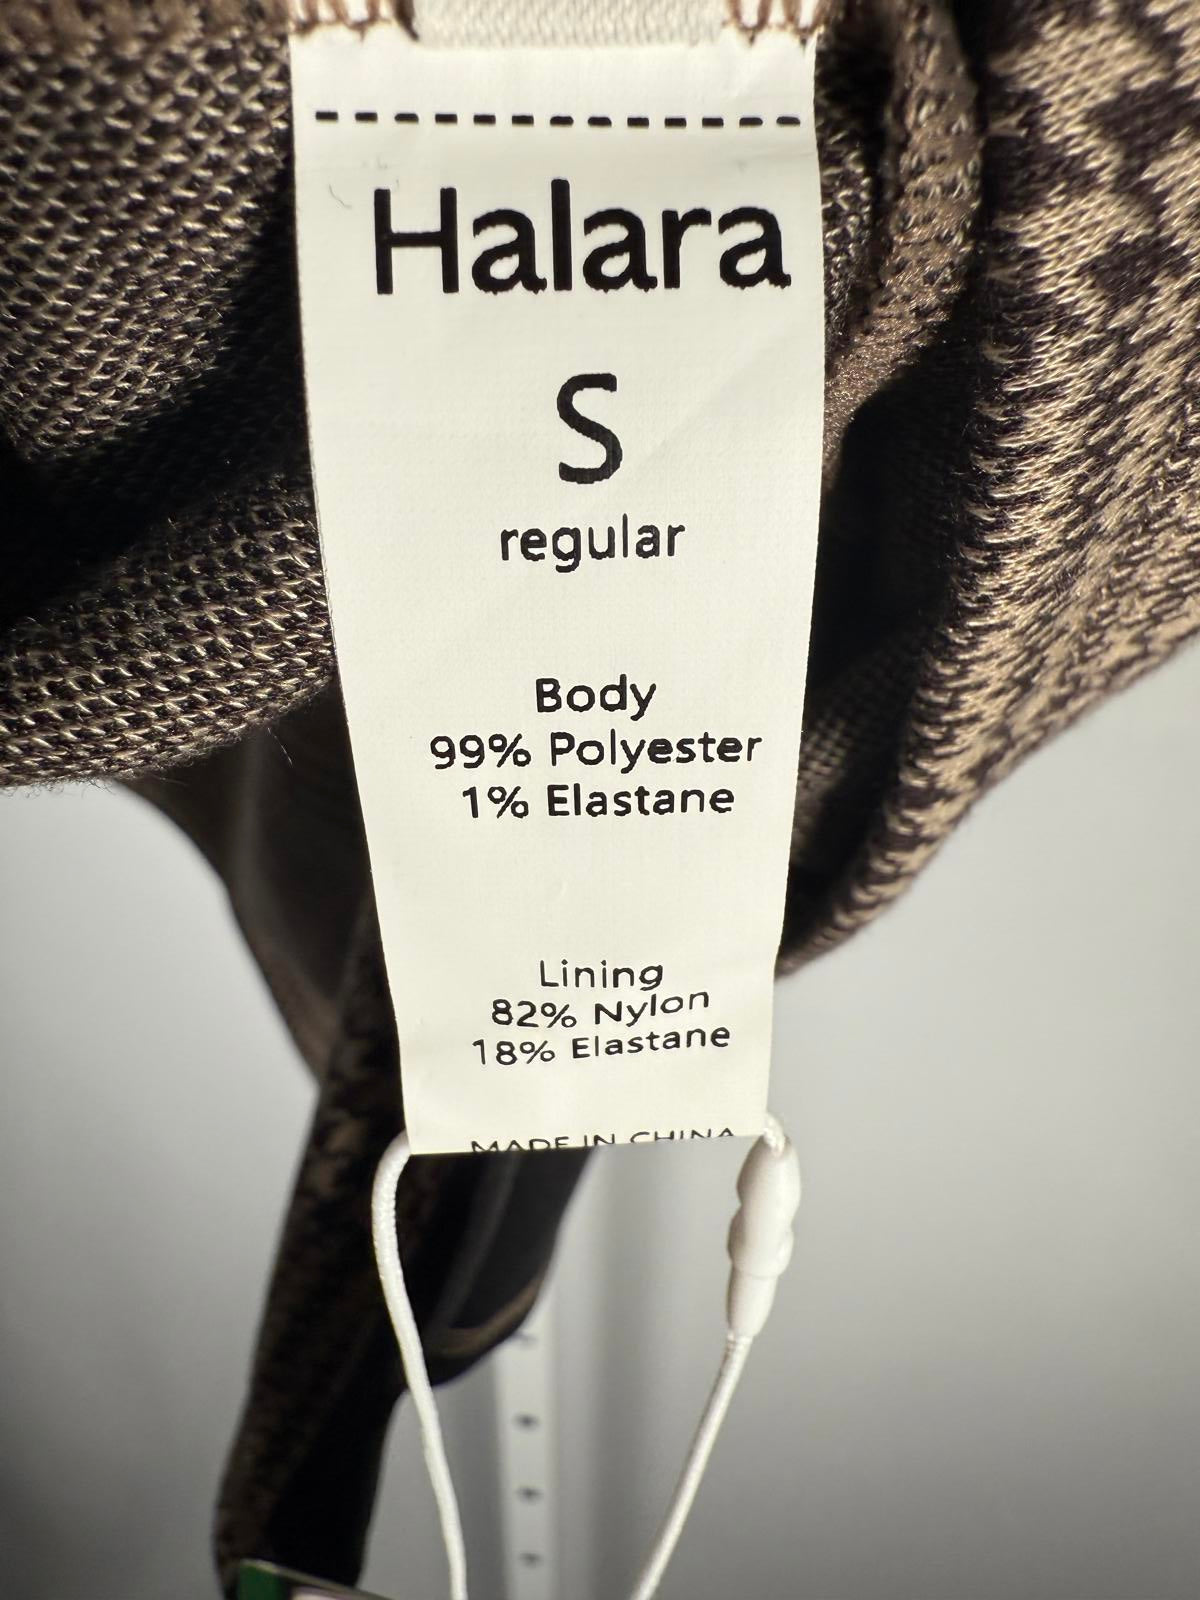 Halara
S
regular
Body
99% Polyester
1% Elastane
Lining
82% Nylon
18% Elastane
MADE IN CHINA